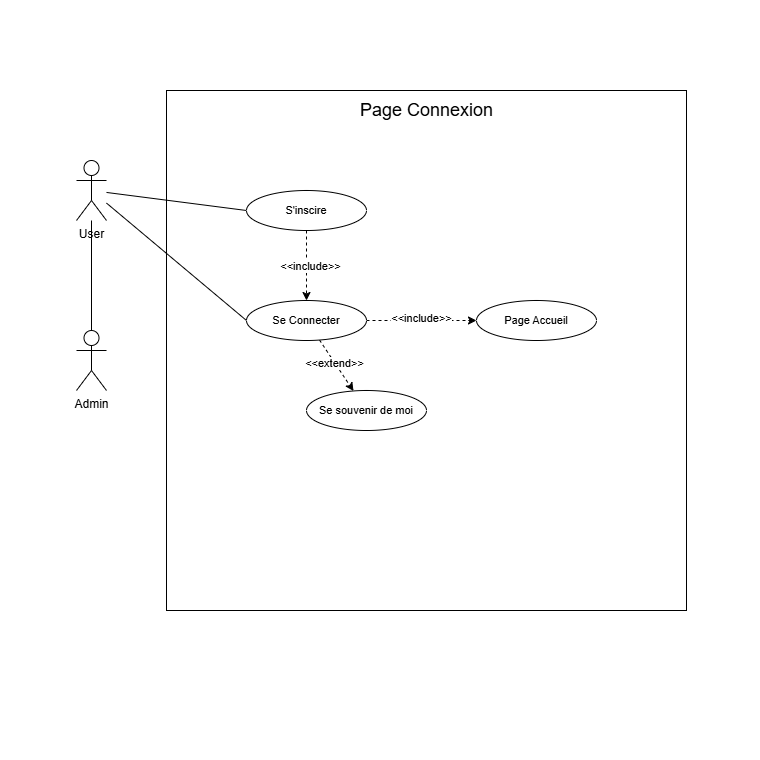 Page Connexion
S'inscire
User
<<include>>
Se Connecter
<<include>>
Page Accueil
<<extend>>
Admin
Se souvenir de moi